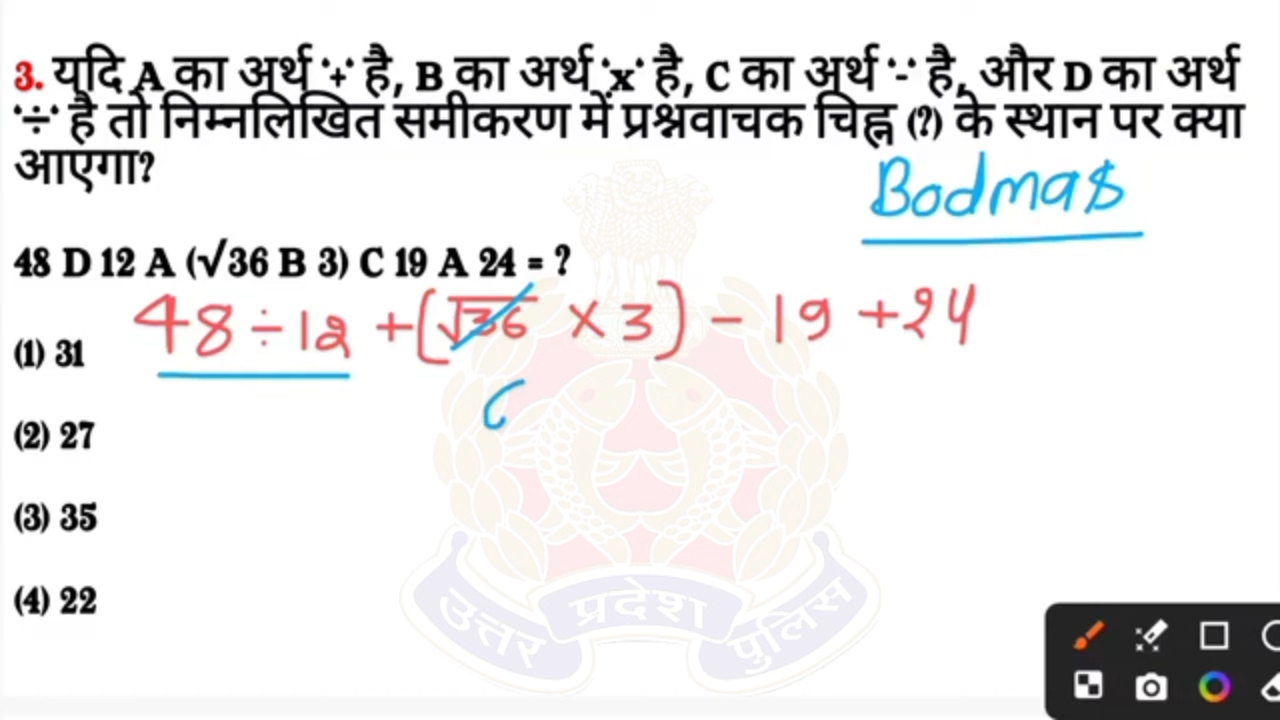 3. यदि A का अर्थ '+' है, B का अर्थ 'x' है, C का अर्थ '-' है, और D का अर्थ
'÷' है तो निम्नलिखित समीकरण में प्रश्नवाचक चिह्न (?) के स्थान पर क्या
आएगा?
Bodmas
48 D 12 A (√36 B 3) C 19 A 24 = ?
48 ÷ 12 + (√36 × 3) - 19 + 24
(1) 31
(2) 27
(3) 35
(4) 22
उत्तर प्रदेश पुलिस